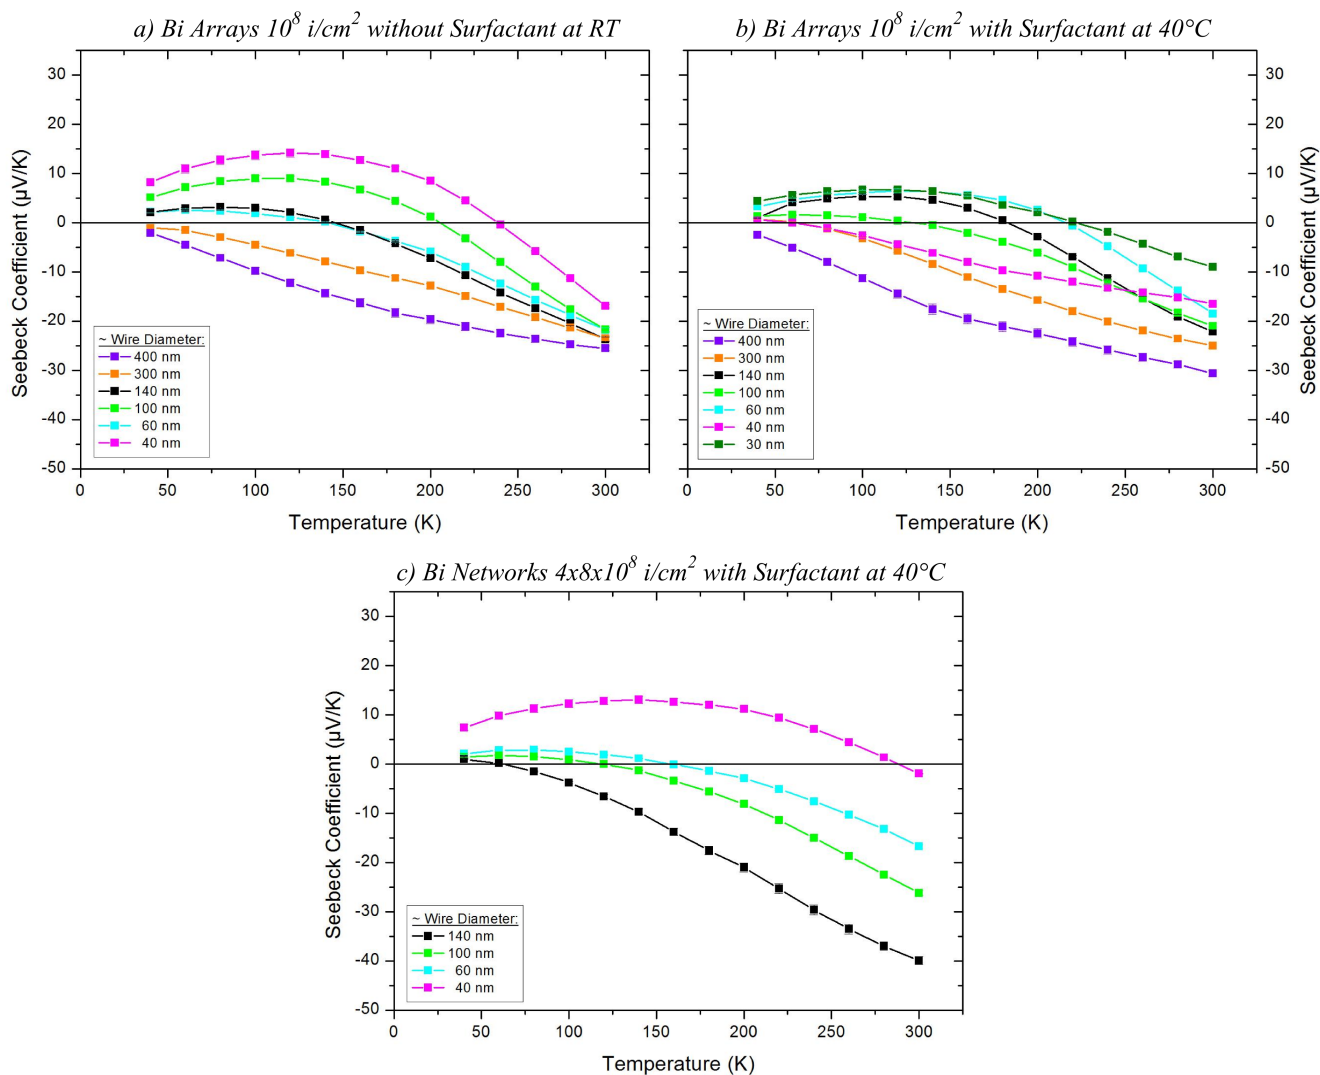 a) Bi Arrays 10^8 i/cm^2 without Surfactant at RT
Seebeck Coefficient (µV/K)
30
20
10
0
-10
-20
-30
-40
-50
~ Wire Diameter:
400 nm
300 nm
140 nm
100 nm
60 nm
40 nm
0 50 100 150 200 250 300
Temperature (K)
b) Bi Arrays 10^8 i/cm^2 with Surfactant at 40°C
30
20
10
0
-10
-20
-30
-40
-50
Seebeck Coefficient (µV/K)
~ Wire Diameter:
400 nm
300 nm
140 nm
100 nm
60 nm
40 nm
30 nm
0 50 100 150 200 250 300
Temperature (K)
c) Bi Networks 4x8x10^8 i/cm^2 with Surfactant at 40°C
Seebeck Coefficient (µV/K)
30
20
10
0
-10
-20
-30
-40
-50
~ Wire Diameter:
140 nm
100 nm
60 nm
40 nm
0 50 100 150 200 250 300
Temperature (K)